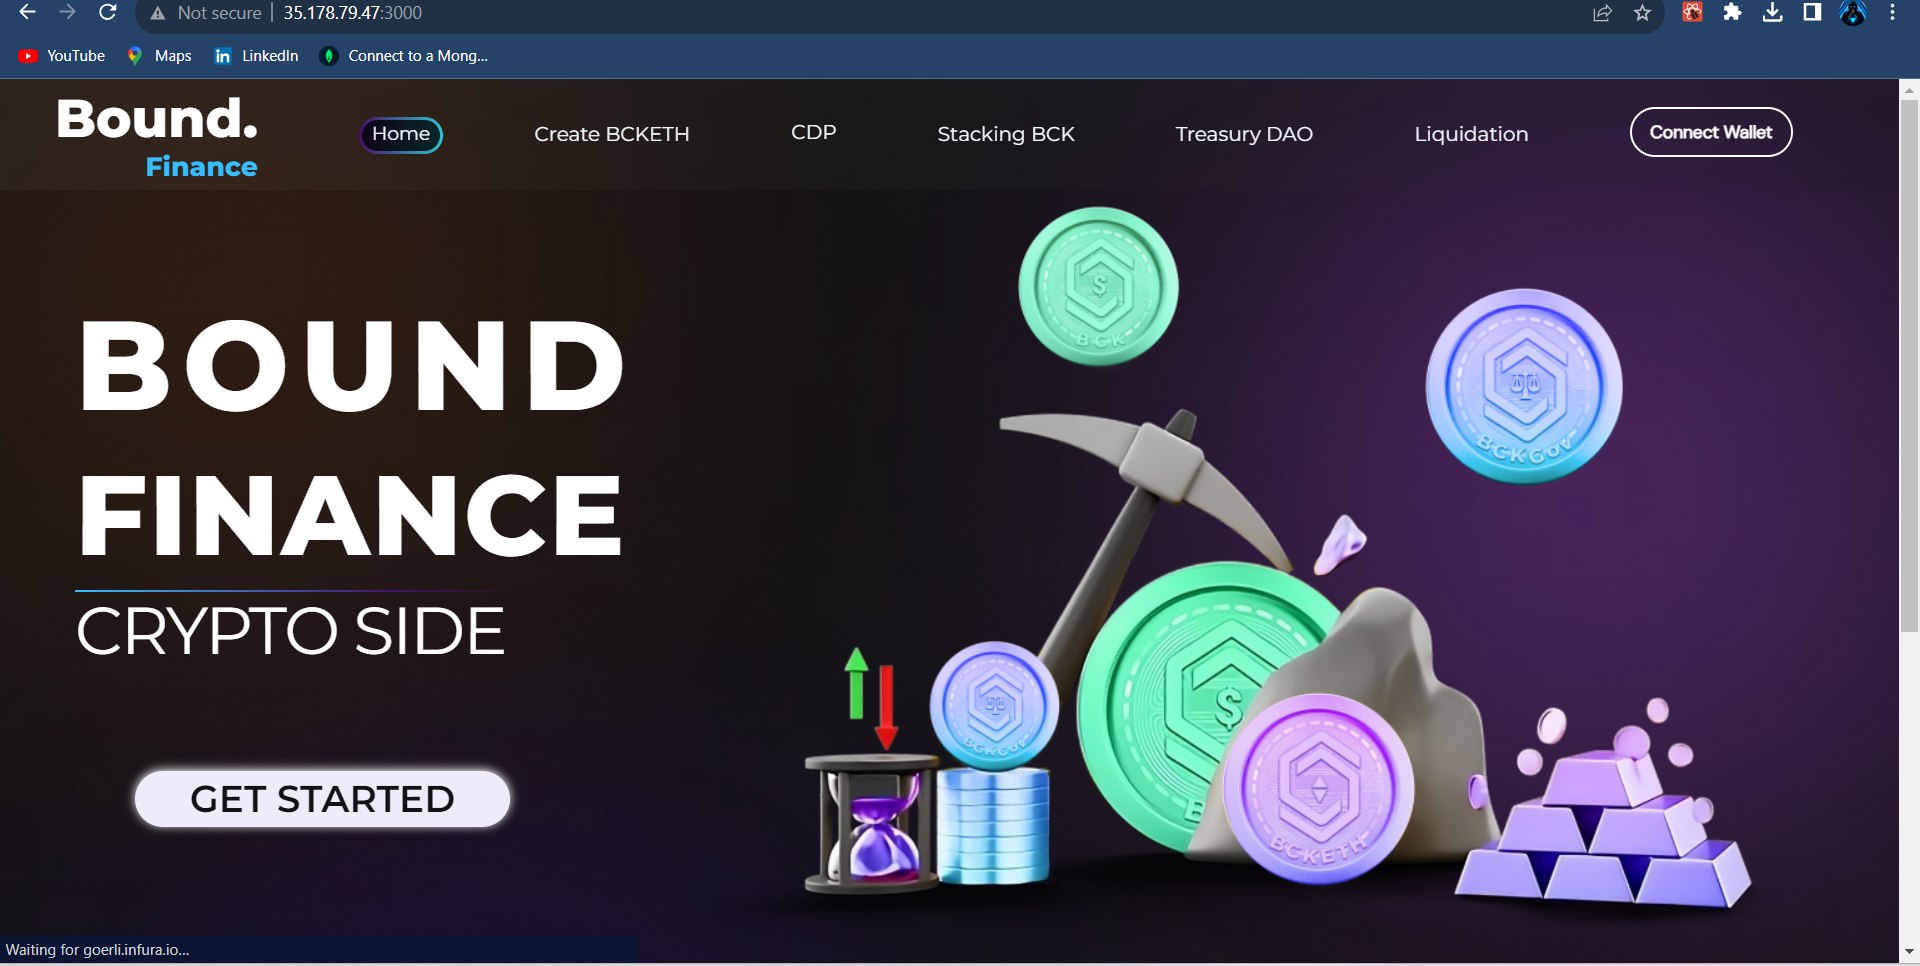 Not secure | 35.178.79.47:3000
YouTube Maps LinkedIn Connect to a Mong...
Bound.
Finance
Home Create BCKETH CDP Stacking BCK Treasury DAO Liquidation Connect Wallet
BOUND
FINANCE
CRYPTO SIDE
GET STARTED
$
BCK
BCKGov
BCKGov
$
B
BCKETH
Waiting for goerli.infura.io...